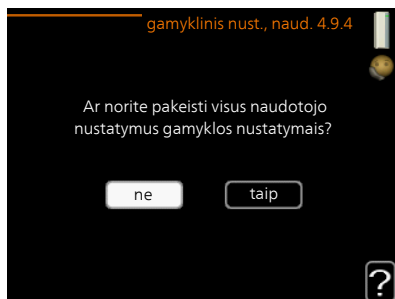 gamyklinis nust., naud. 4.9.4
Ar norite pakeisti visus naudotojo
nustatymus gamyklos nustatymais?
ne
taip
?